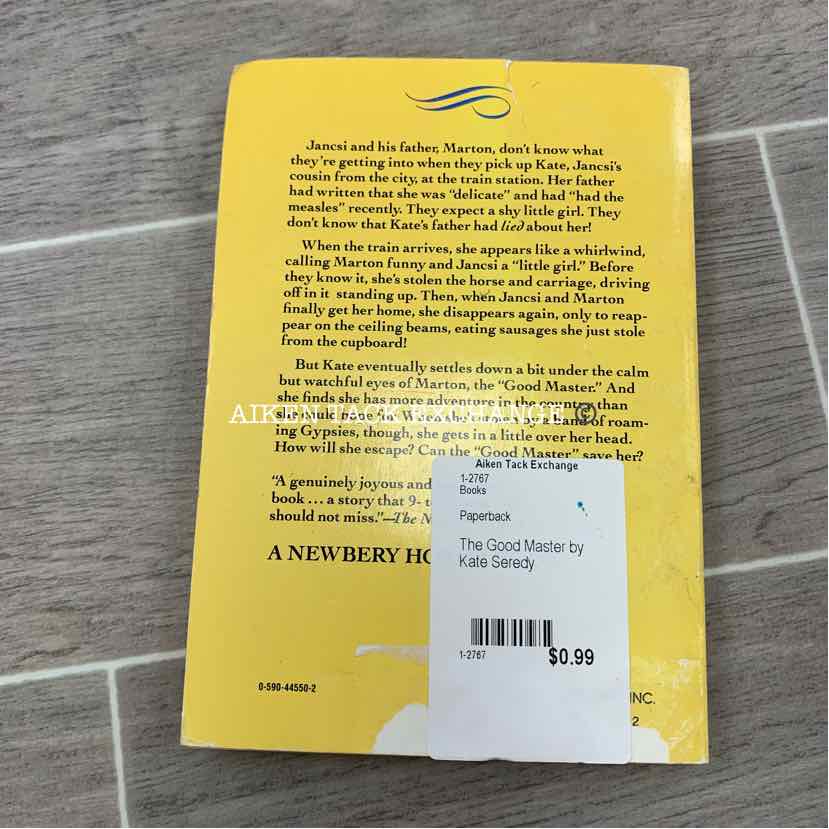 Jancsi and his father, Marton, don't know what
they're getting into when they pick up Kate, Jancsi's
cousin from the city, at the train station. Her father
had written that she was "delicate" and had "had the
measles" recently. They expect a shy little girl. They
don't know that Kate's father had lied about her!
When the train arrives, she appears like a whirlwind,
calling Marton funny and Jancsi a "little girl." Before
they know it, she's stolen the horse and carriage, driving
off in it standing up. Then, when Jancsi and Marton
finally get her home, she disappears again, only to reap-
pear on the ceiling beams, eating sausages she just stole
from the cupboard!
But Kate eventually settles down a bit under the calm
but watchful eyes of Marton, the "Good Master." And
she finds she has more adventure in the country than
AIKEN TACK EXCHANGE ©
she could by a band of roam-
ing Gypsies, though, she gets in a little over her head.
How will she escape? Can the "Good Master" save her?
"A genuinely joyous and
book ... a story that 9- t
should not miss."—The N
A NEWBERY HO
0-590-44550-2
INC.
2
Aiken Tack Exchange
1-2767
Books
Paperback
The Good Master by
Kate Seredy
1-2767
$0.99